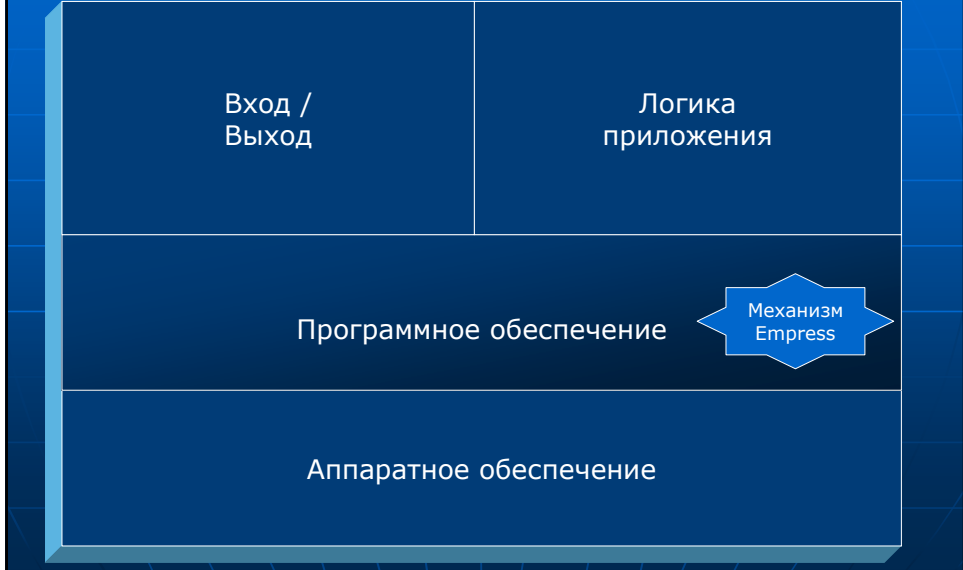 Вход /
Выход
Логика
приложения
Программное обеспечение
Механизм
Empress
Аппаратное обеспечение